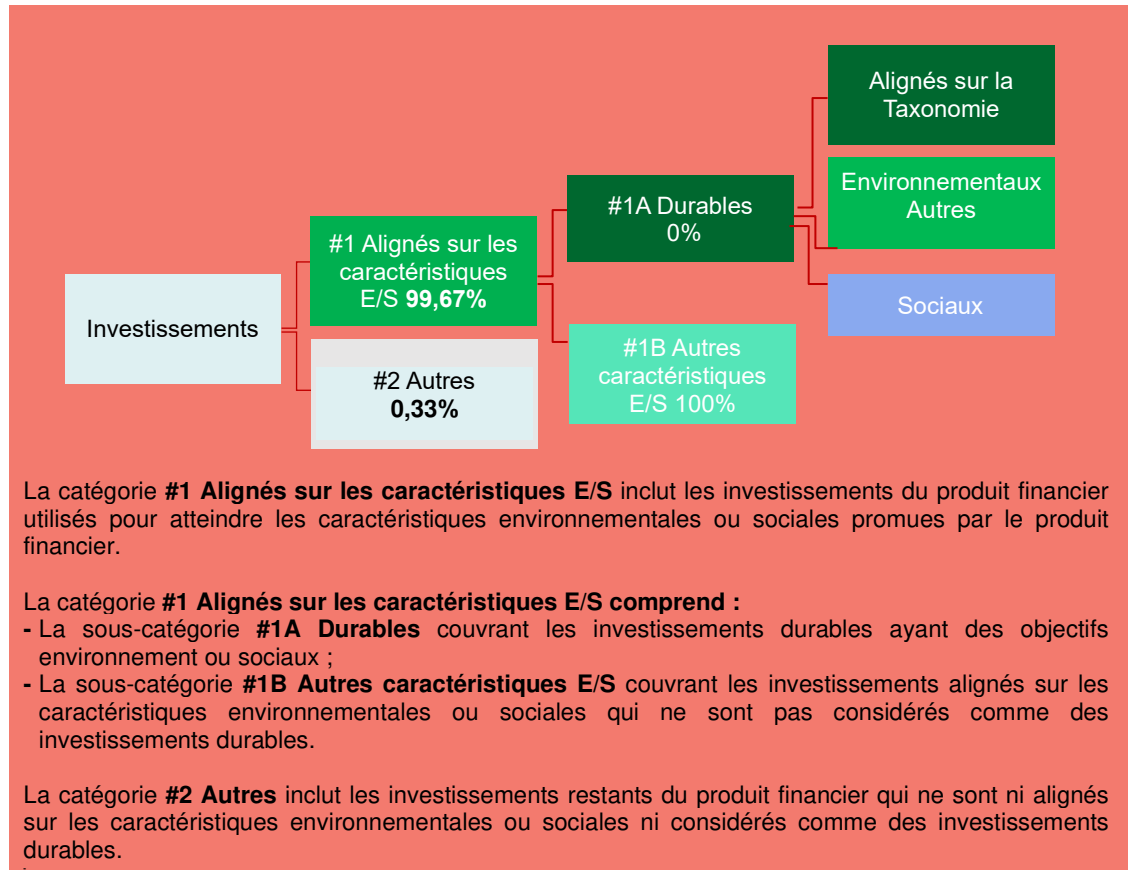 Alignés sur la
Taxonomie
Environnementaux
Autres
#1A Durables
0%
#1 Alignés sur les
caractéristiques
E/S 99,67%
Sociaux
Investissements
#1B Autres
caractéristiques
E/S 100%
#2 Autres
0,33%
La catégorie #1 Alignés sur les caractéristiques E/S inclut les investissements du produit financier
utilisés pour atteindre les caractéristiques environnementales ou sociales promues par le produit
financier.
La catégorie #1 Alignés sur les caractéristiques E/S comprend :
- La sous-catégorie #1A Durables couvrant les investissements durables ayant des objectifs
environnement ou sociaux ;
- La sous-catégorie #1B Autres caractéristiques E/S couvrant les investissements alignés sur les
caractéristiques environnementales ou sociales qui ne sont pas considérés comme des
investissements durables.
La catégorie #2 Autres inclut les investissements restants du produit financier qui ne sont ni alignés
sur les caractéristiques environnementales ou sociales ni considérés comme des investissements
durables.